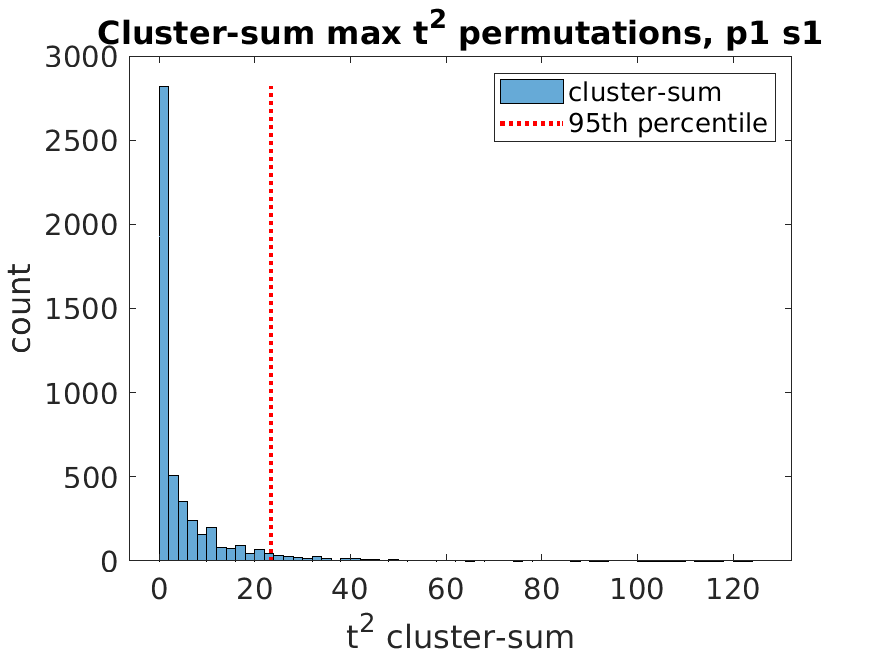 Cluster-sum max t² permutations, p1 s1
3000
2500
2000
1500
1000
500
0
count
cluster-sum
95th percentile
0 20 40 60 80 100 120
t² cluster-sum